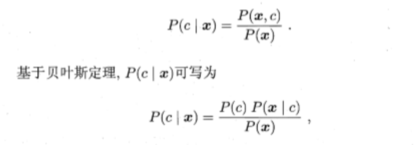 P(c | x) = P(x, c) / P(x) .
基于贝叶斯定理, P(c | x)可写为
P(c | x) = P(c) P(x | c) / P(x) ,